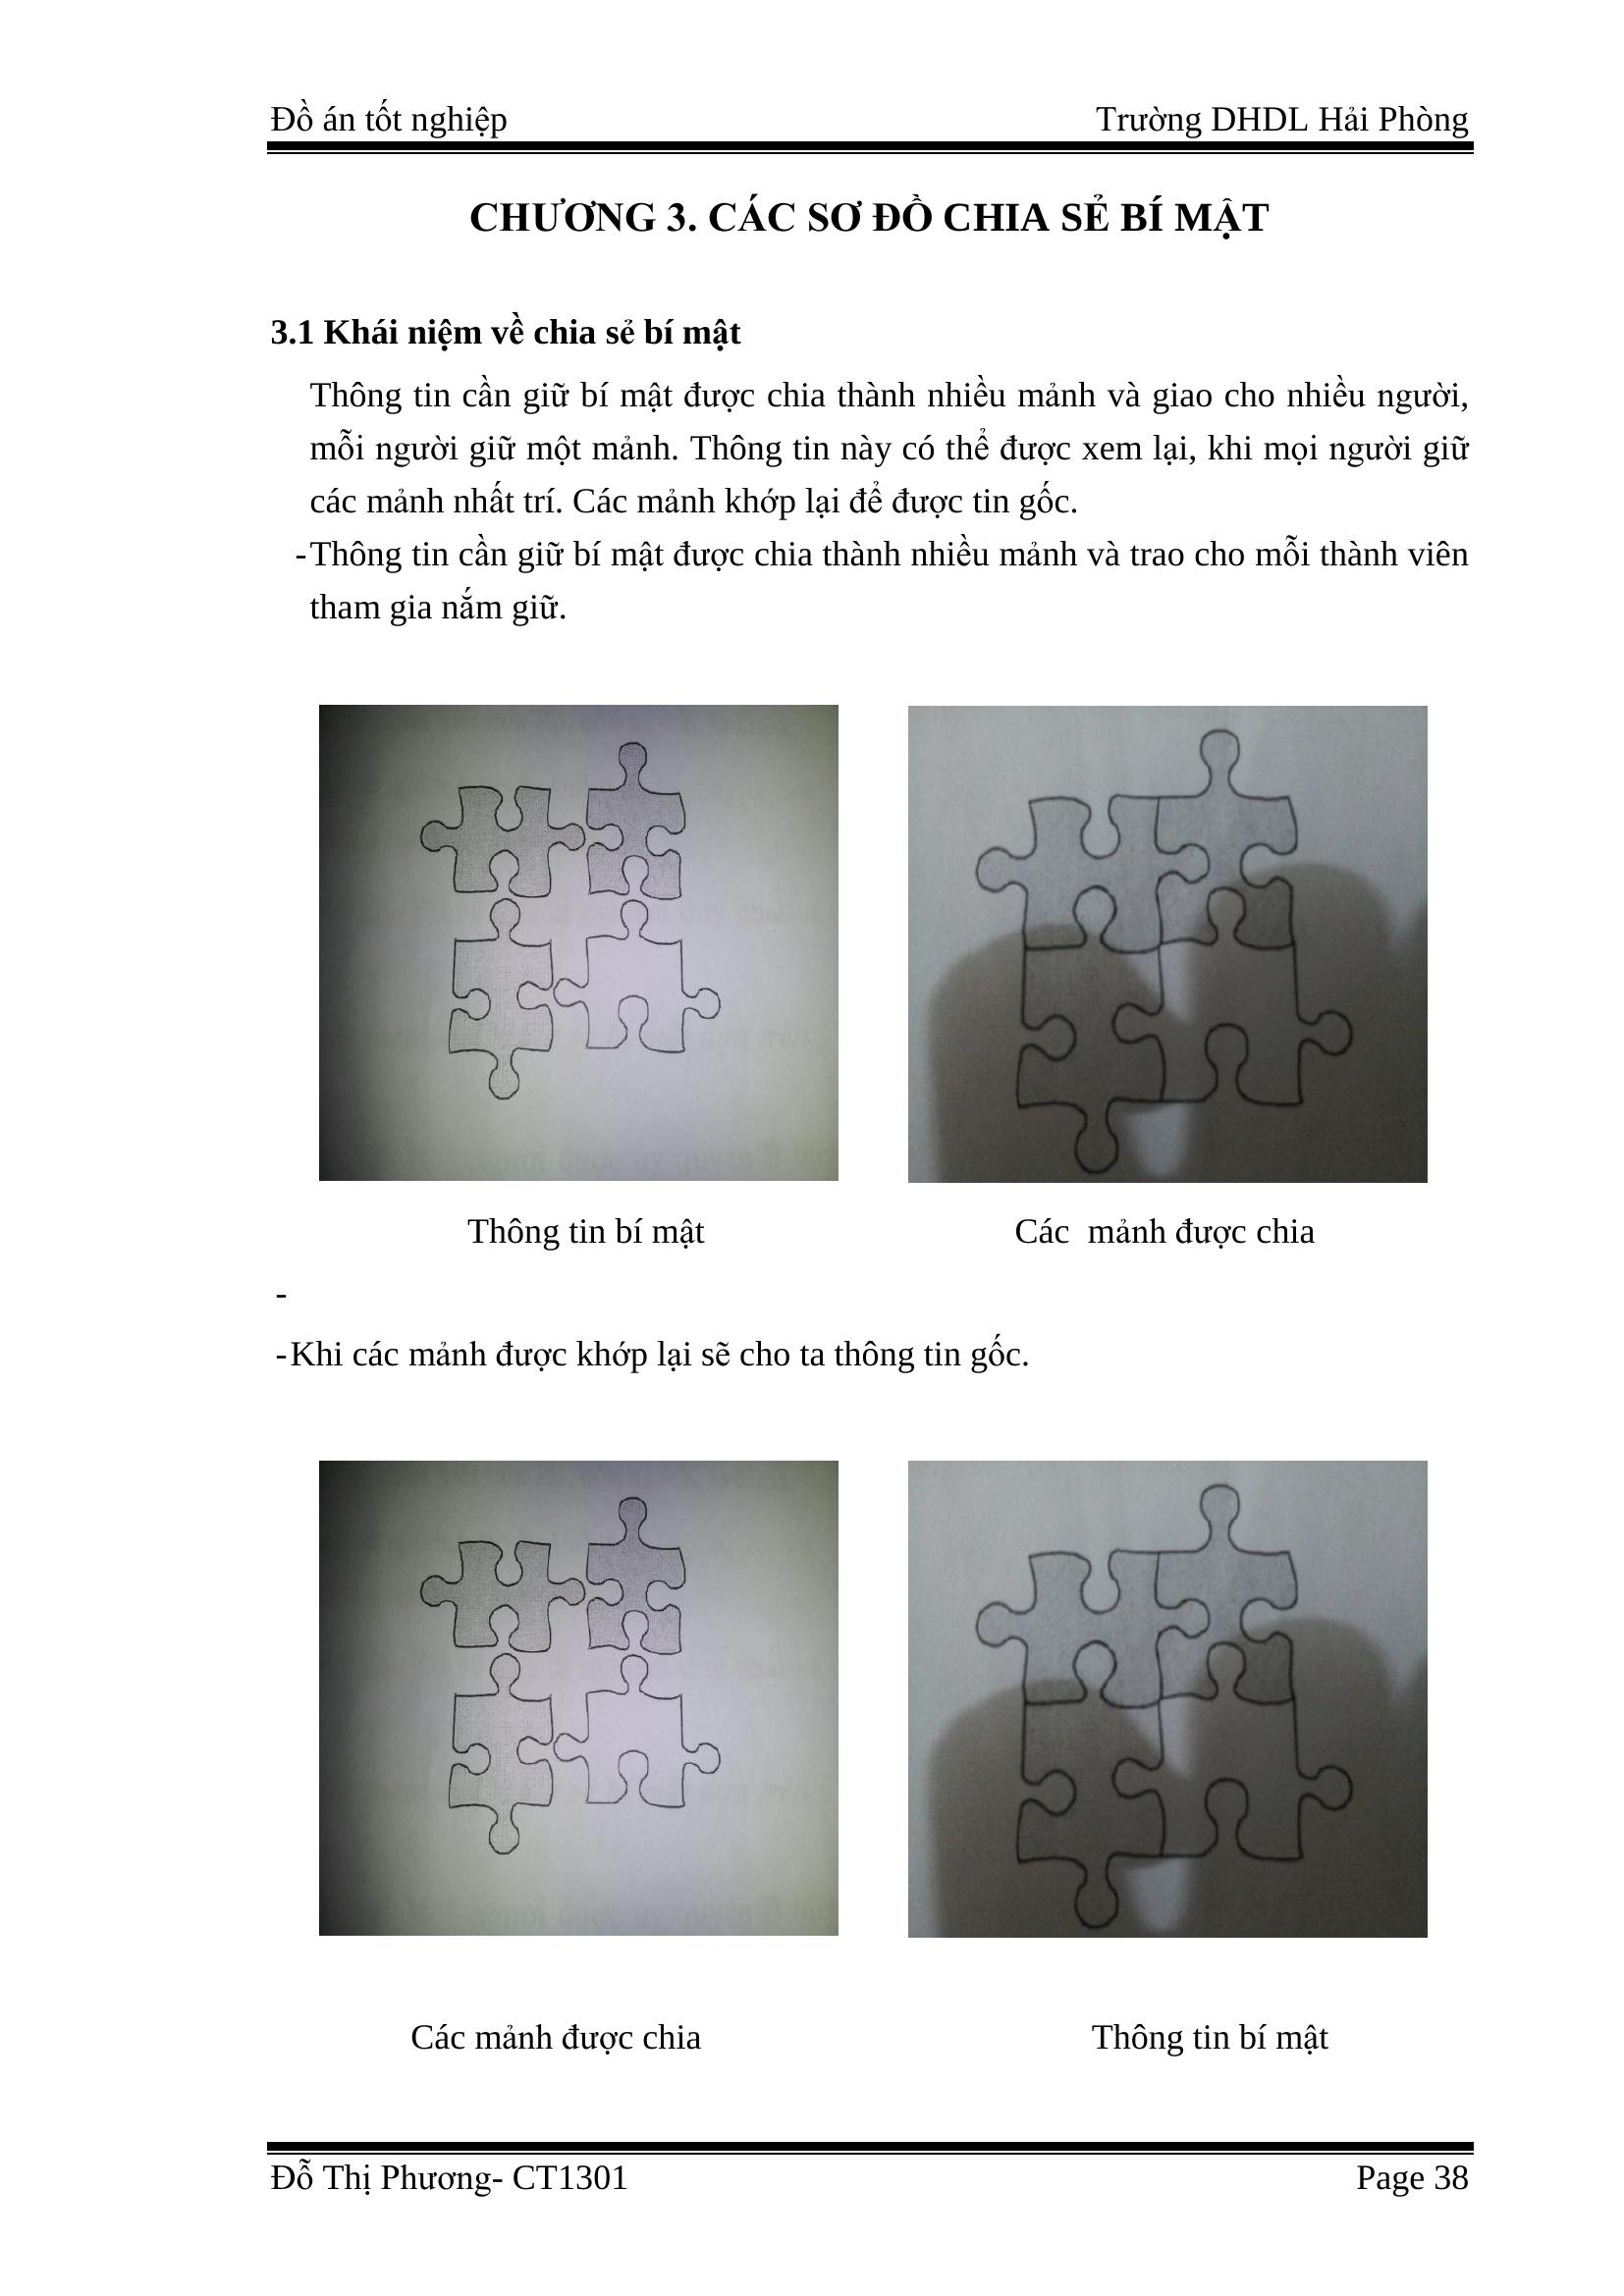 Đồ án tốt nghiệp Trường DHDL Hải Phòng
CHƯƠNG 3. CÁC SƠ ĐỒ CHIA SẺ BÍ MẬT
3.1 Khái niệm về chia sẻ bí mật
Thông tin cần giữ bí mật được chia thành nhiều mảnh và giao cho nhiều người,
mỗi người giữ một mảnh. Thông tin này có thể được xem lại, khi mọi người giữ
các mảnh nhất trí. Các mảnh khớp lại để được tin gốc.
-Thông tin cần giữ bí mật được chia thành nhiều mảnh và trao cho mỗi thành viên
tham gia nắm giữ.
Thông tin bí mật Các mảnh được chia
-
-Khi các mảnh được khớp lại sẽ cho ta thông tin gốc.
Các mảnh được chia Thông tin bí mật
Đỗ Thị Phương- CT1301 Page 38